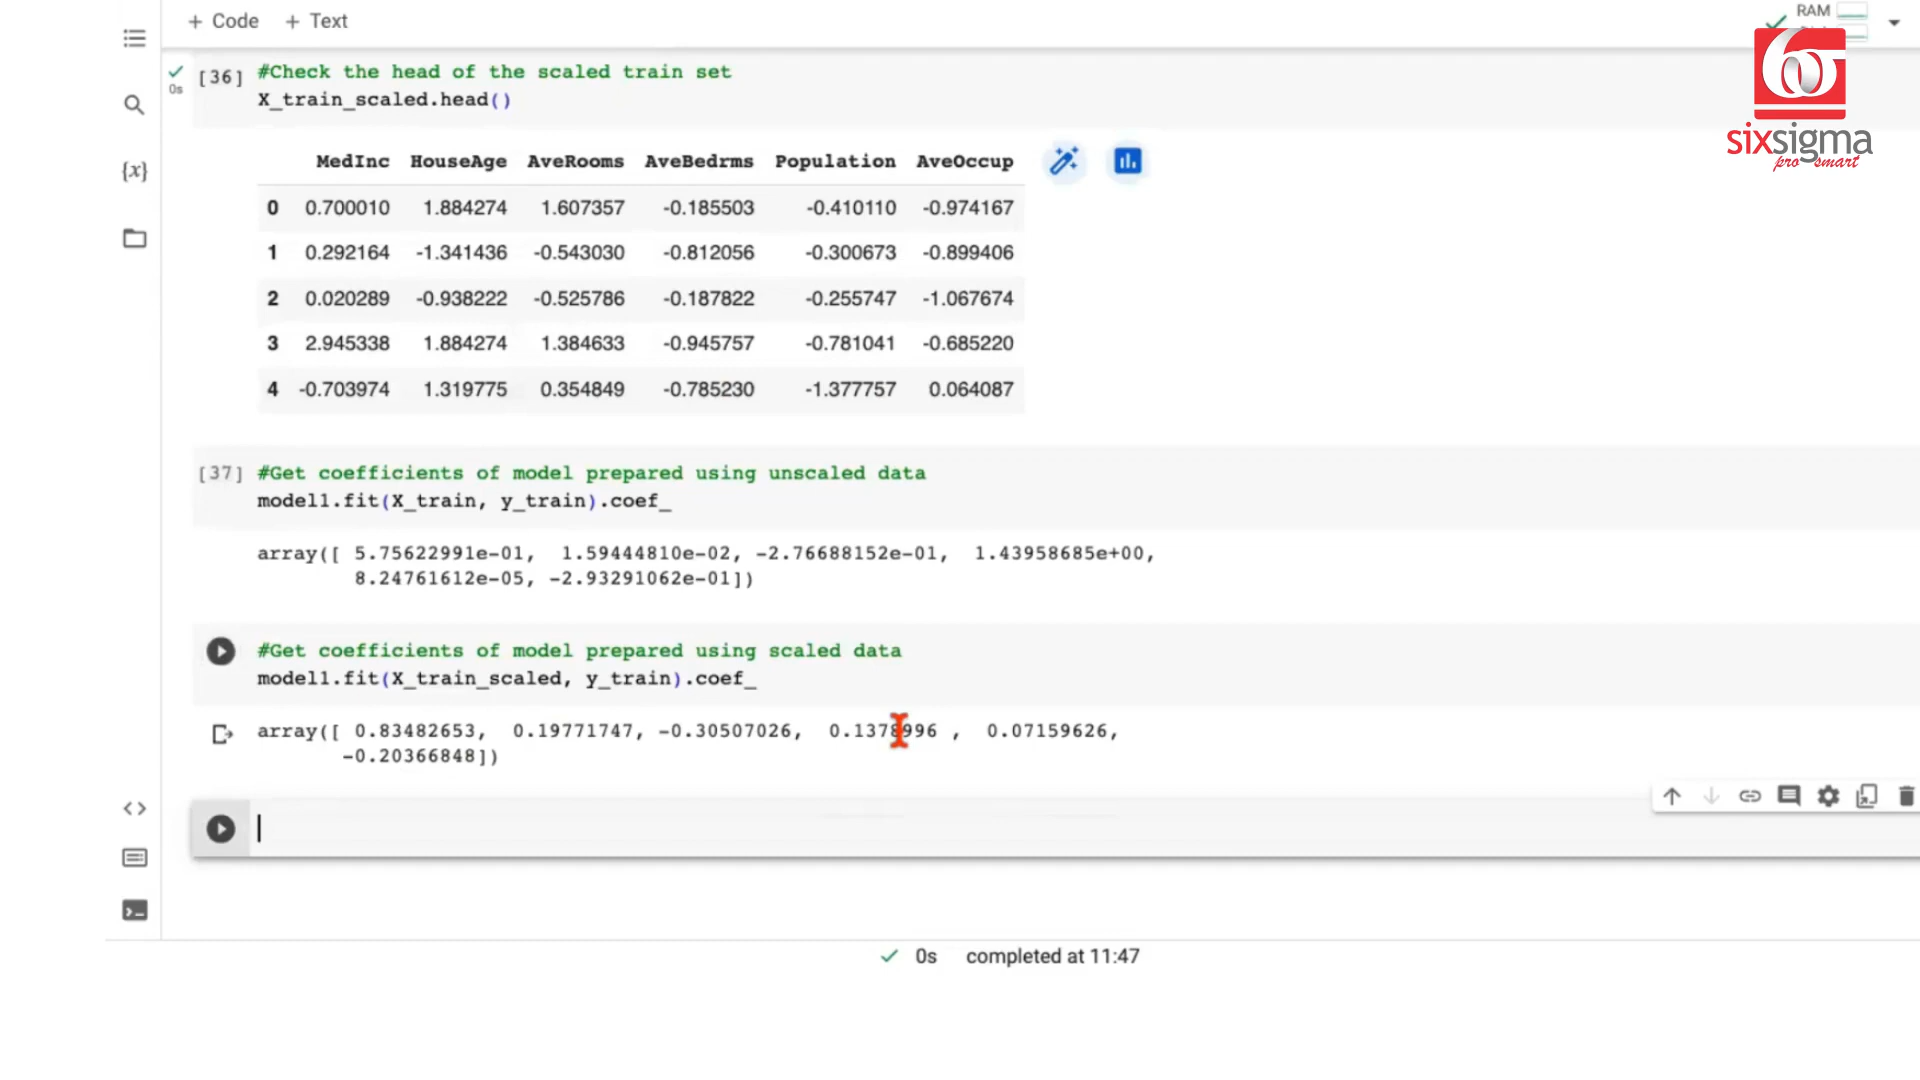 + Code + Text
RAM
sixsigma
pro smart
[36] #Check the head of the scaled train set
0s
X_train_scaled.head()
{x}
MedInc HouseAge AveRooms AveBedrms Population AveOccup
0 0.700010 1.884274 1.607357 -0.185503 -0.410110 -0.974167
1 0.292164 -1.341436 -0.543030 -0.812056 -0.300673 -0.899406
2 0.020289 -0.938222 -0.525786 -0.187822 -0.255747 -1.067674
3 2.945338 1.884274 1.384633 -0.945757 -0.781041 -0.685220
4 -0.703974 1.319775 0.354849 -0.785230 -1.377757 0.064087
[37] #Get coefficients of model prepared using unscaled data
model1.fit(X_train, y_train).coef_
array([ 5.75622991e-01, 1.59444810e-02, -2.76688152e-01, 1.43958685e+00,
8.24761612e-05, -2.93291062e-01])
#Get coefficients of model prepared using scaled data
model1.fit(X_train_scaled, y_train).coef_
array([ 0.83482653, 0.19771747, -0.30507026, 0.1378996 , 0.07159626,
-0.20366848])
0s completed at 11:47